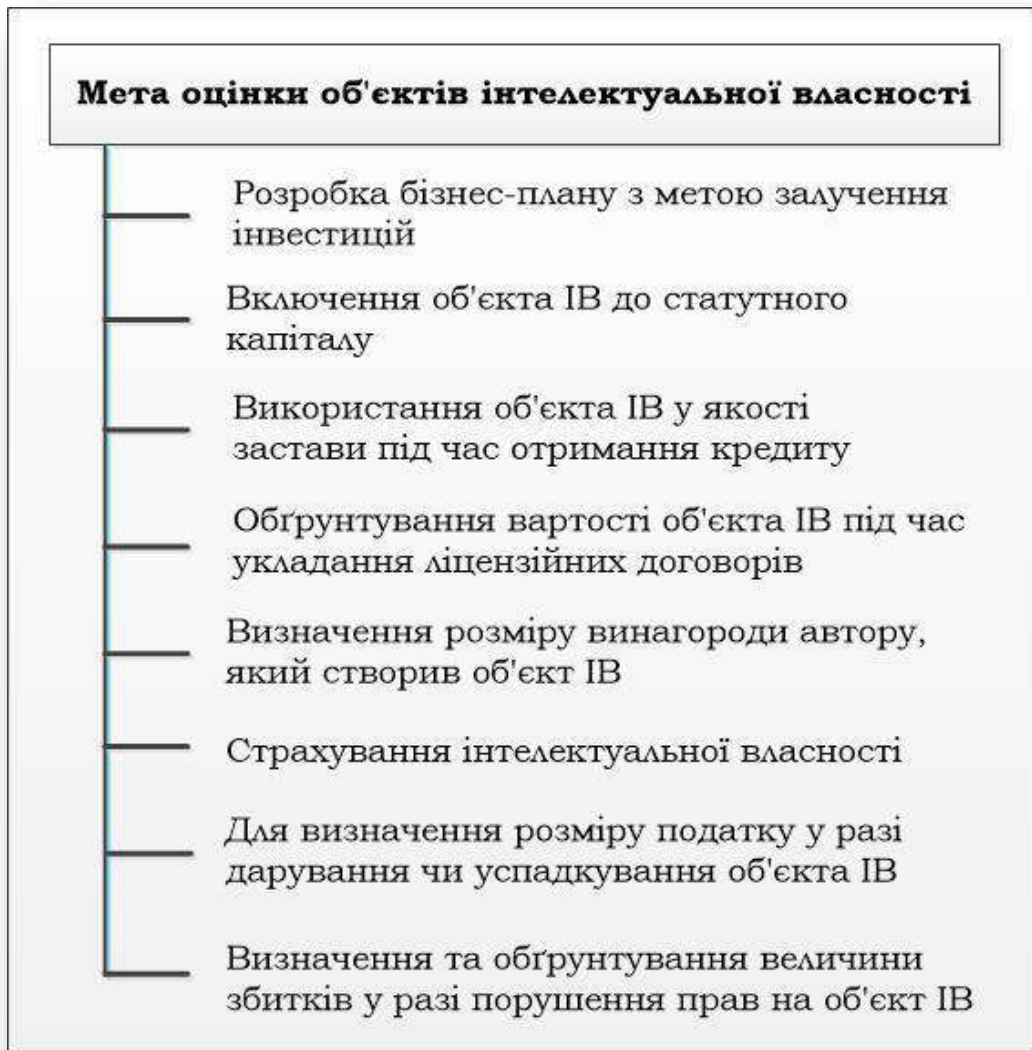 Мета оцінки об'єктів інтелектуальної власності
Розробка бізнес-плану з метою залучення
інвестицій
Включення об'єкта ІВ до статутного
капіталу
Використання об'єкта ІВ у якості
застави під час отримання кредиту
Обґрунтування вартості об'єкта ІВ під час
укладання ліцензійних договорів
Визначення розміру винагороди автору,
який створив об'єкт ІВ
Страхування інтелектуальної власності
Для визначення розміру податку у разі
дарування чи успадкування об'єкта ІВ
Визначення та обґрунтування величини
збитків у разі порушення прав на об'єкт ІВ